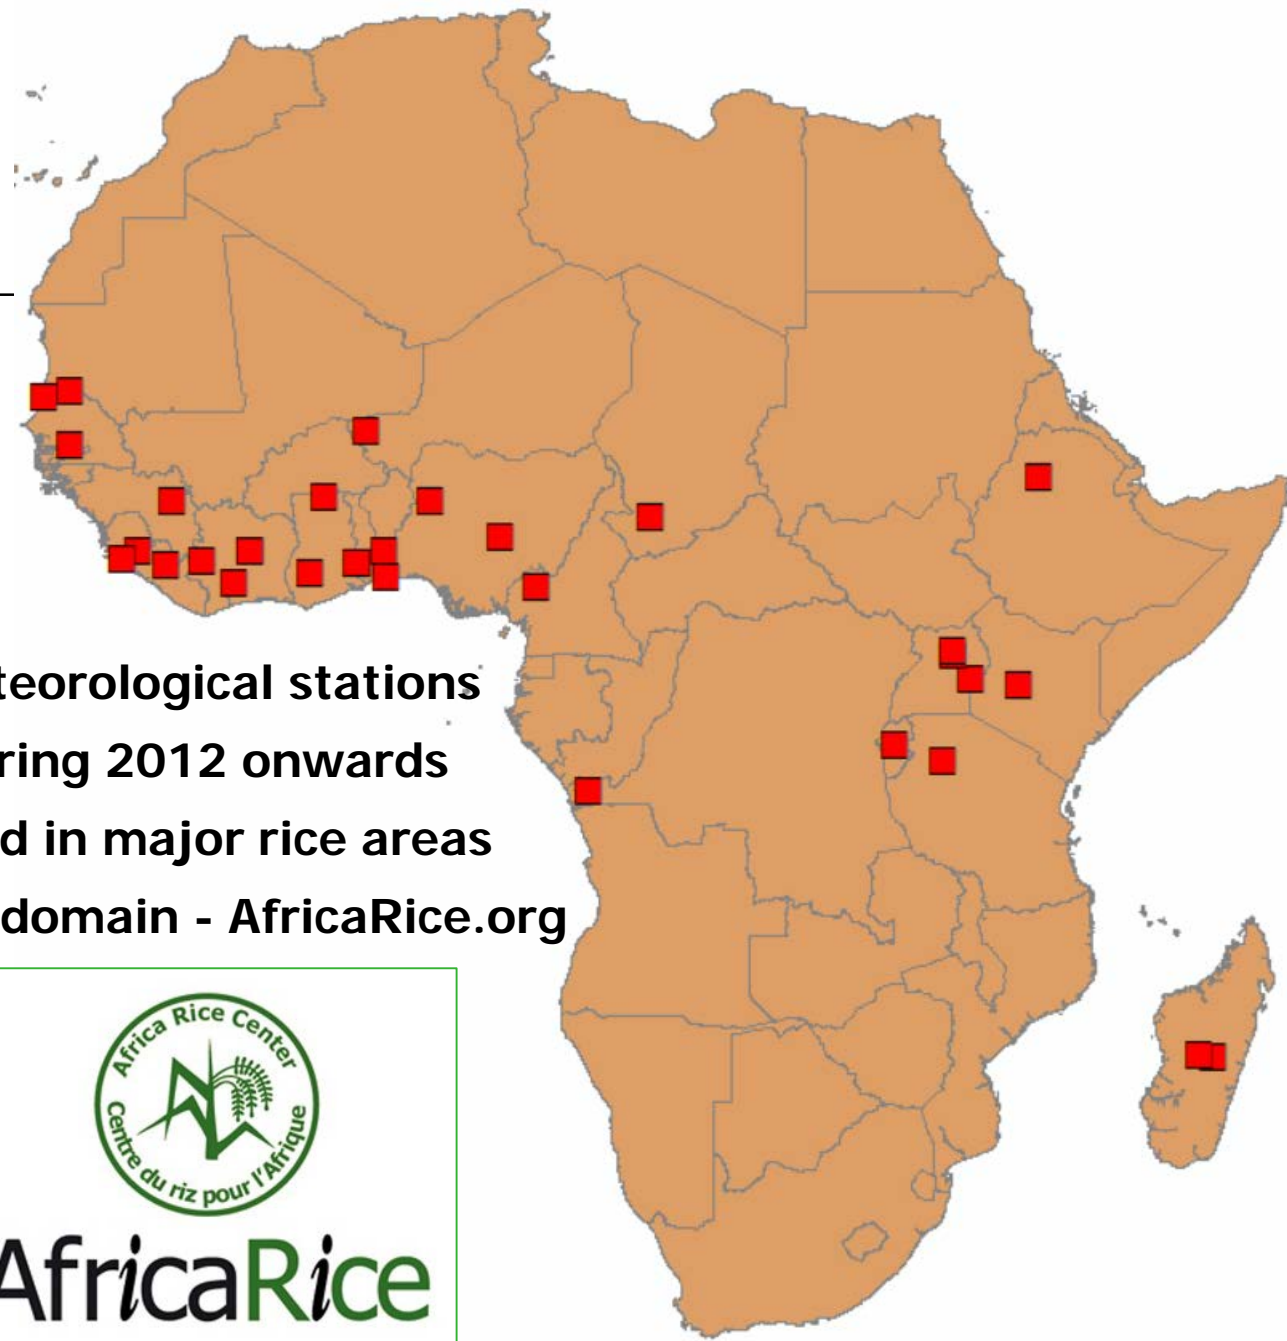 teorological stations
ring 2012 onwards
d in major rice areas
domain - AfricaRice.org
Africa Rice Center
Centre du riz pour l'Afrique
AfricaRice